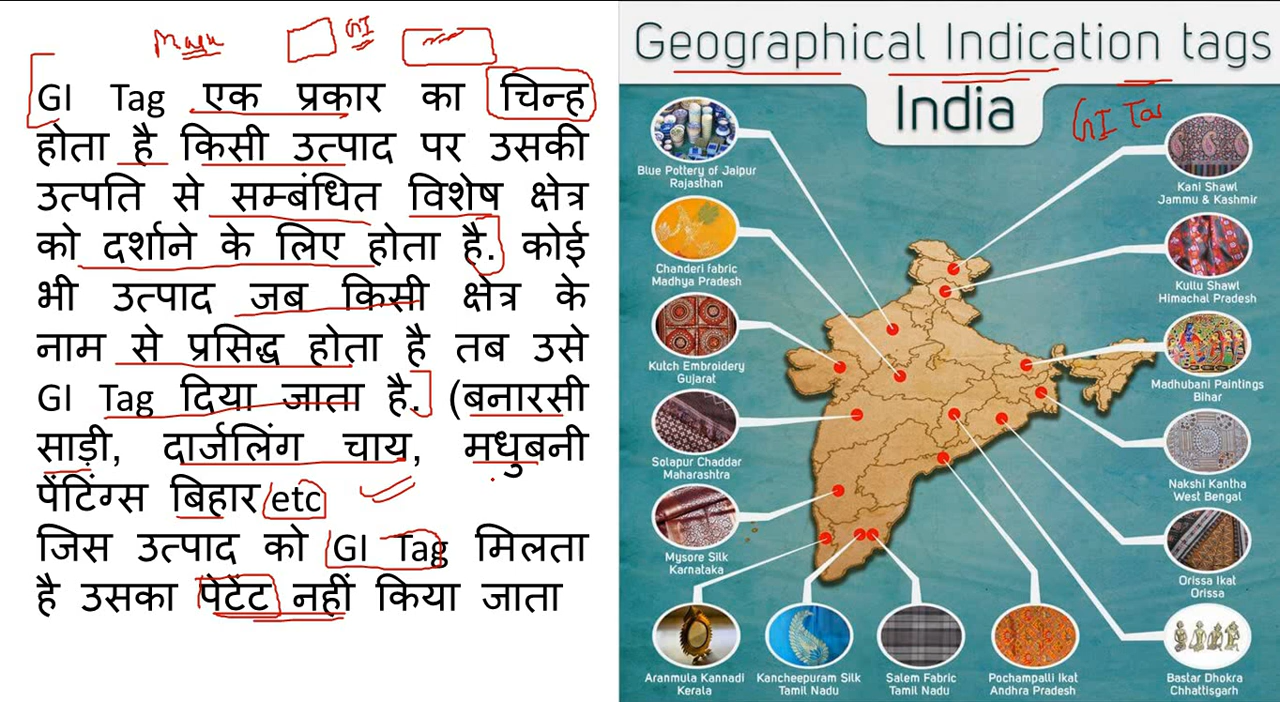 GI
GI Tag एक प्रकार का चिन्ह
होता है किसी उत्पाद पर उसकी
उत्पति से सम्बंधित विशेष क्षेत्र
को दर्शाने के लिए होता है. कोई
भी उत्पाद जब किसी क्षेत्र के
नाम से प्रसिद्ध होता है तब उसे
GI Tag दिया जाता है. (बनारसी
साड़ी, दार्जलिंग चाय, मधुबनी
पेंटिंग्स बिहार etc
जिस उत्पाद को GI Tag मिलता
है उसका पेटेंट नहीं किया जाता
Geographical Indication tags
India
GI Ta
Blue Pottery of Jaipur
Rajasthan
Chanderi fabric
Madhya Pradesh
Kutch Embroidery
Gujarat
Solapur Chaddar
Maharashtra
Mysore Silk
Karnataka
Aranmula Kannadi
Kerala
Kancheepuram Silk
Tamil Nadu
Salem Fabric
Tamil Nadu
Pochampalli Ikat
Andhra Pradesh
Kani Shawl
Jammu & Kashmir
Kullu Shawl
Himachal Pradesh
Madhubani Paintings
Bihar
Nakshi Kantha
West Bengal
Orissa Ikat
Orissa
Bastar Dhokra
Chhattisgarh